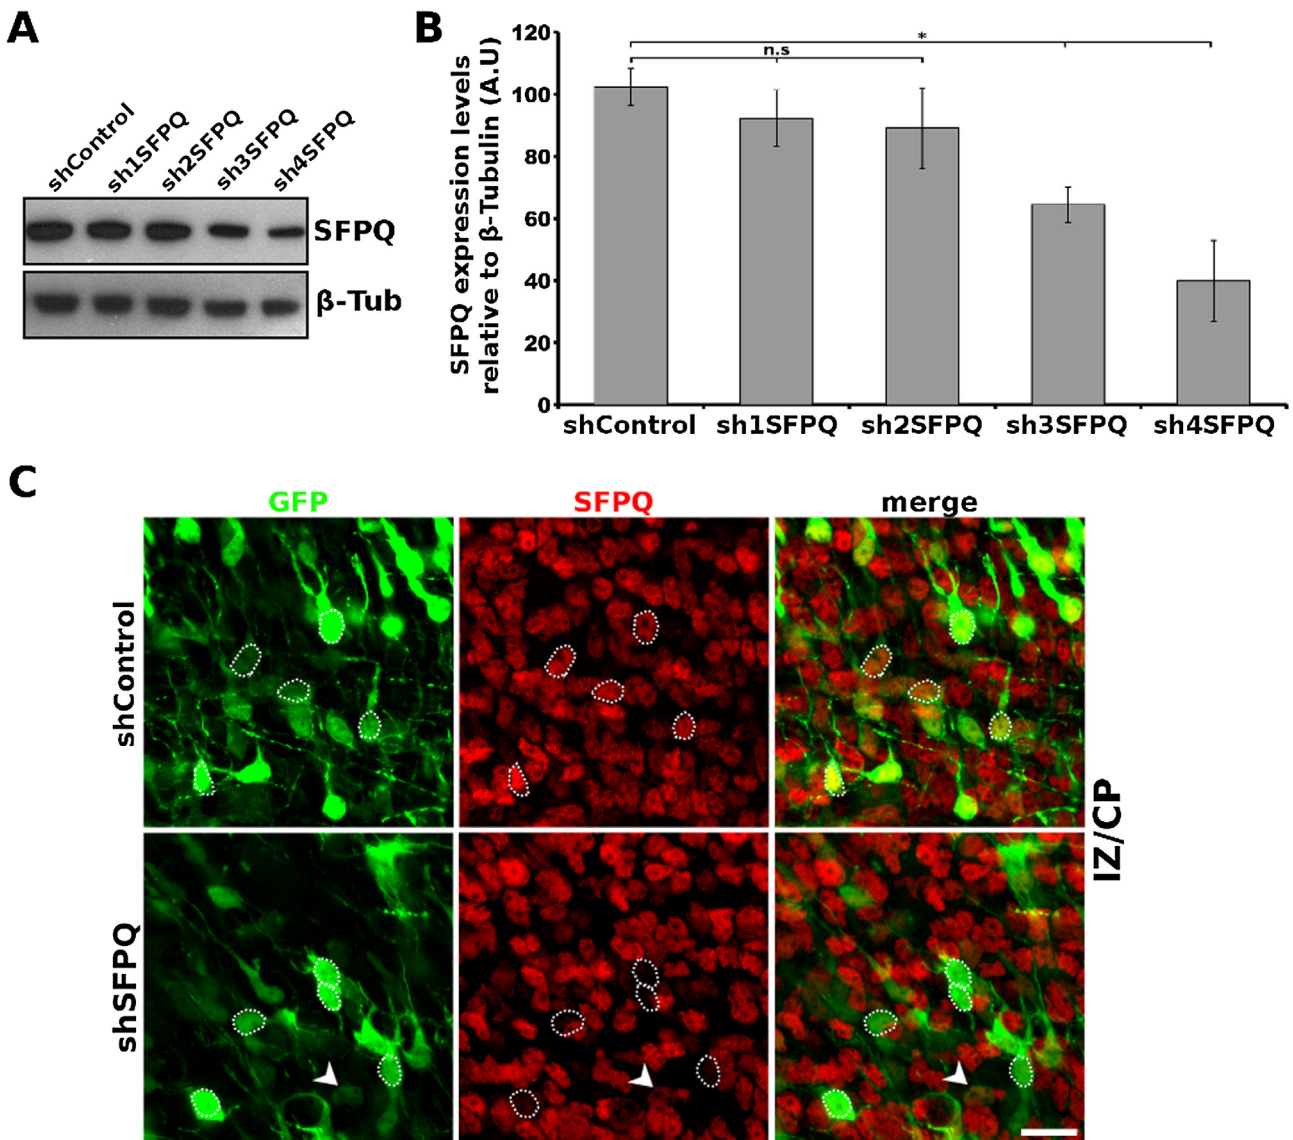 A
shControl
sh1SFPQ
sh2SFPQ
sh3SFPQ
sh4SFPQ
SFPQ
β-Tub
B
SFPQ expression levels
relative to β-Tubulin (A.U)
120
100
80
60
40
20
0
*
n.s
shControl sh1SFPQ sh2SFPQ sh3SFPQ sh4SFPQ
C
GFP SFPQ merge
shControl
shSFPQ
IZ/CP